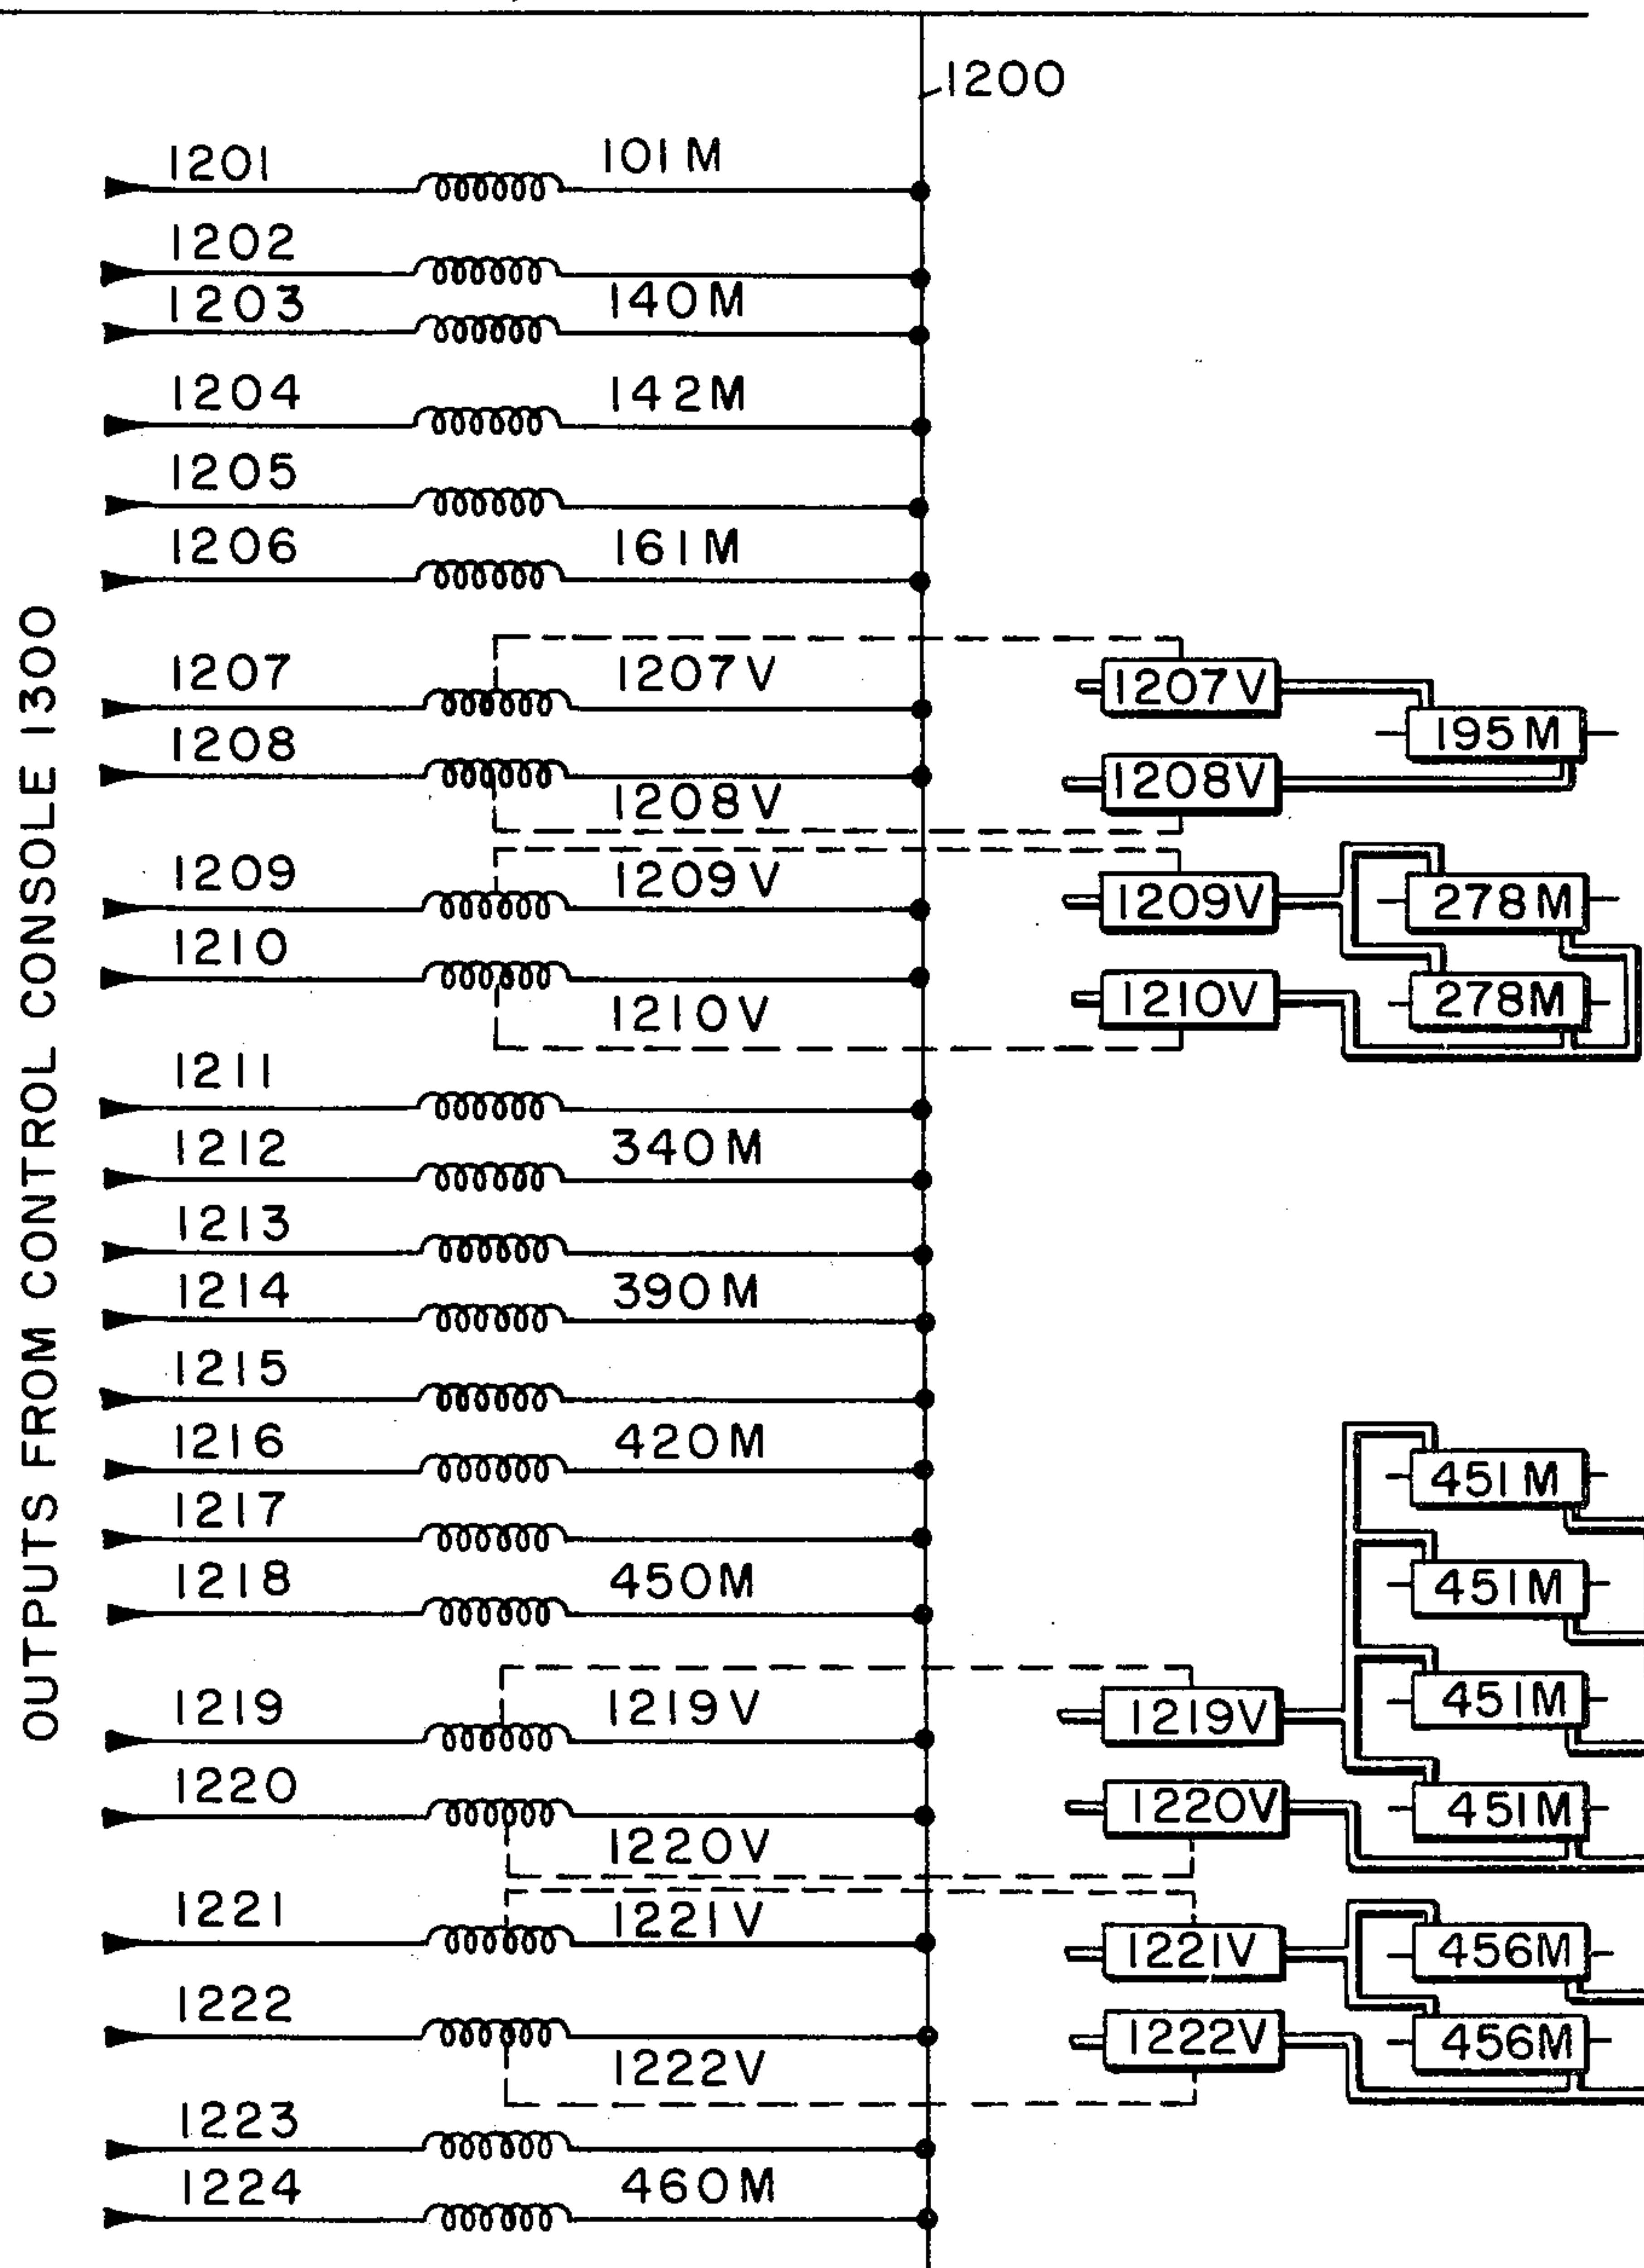 1200
1201 101M
1202
1203 140M
1204 142M
1205
1206 161M
1207 1207V 1207V
195M
1208 1208V
1208V
1209 1209V 1209V 278M
1210 1210V 278M
1210V
1211
1212 340M
1213
1214 390M
1215
1216 420M
451M
1217
1218 450M 451M
1219 1219V 1219V 451M
1220 1220V 451M
1220V
1221 1221V 1221V 456M
1222 1222V 456M
1222V
1223
1224 460M
OUTPUTS FROM CONTROL CONSOLE 1300